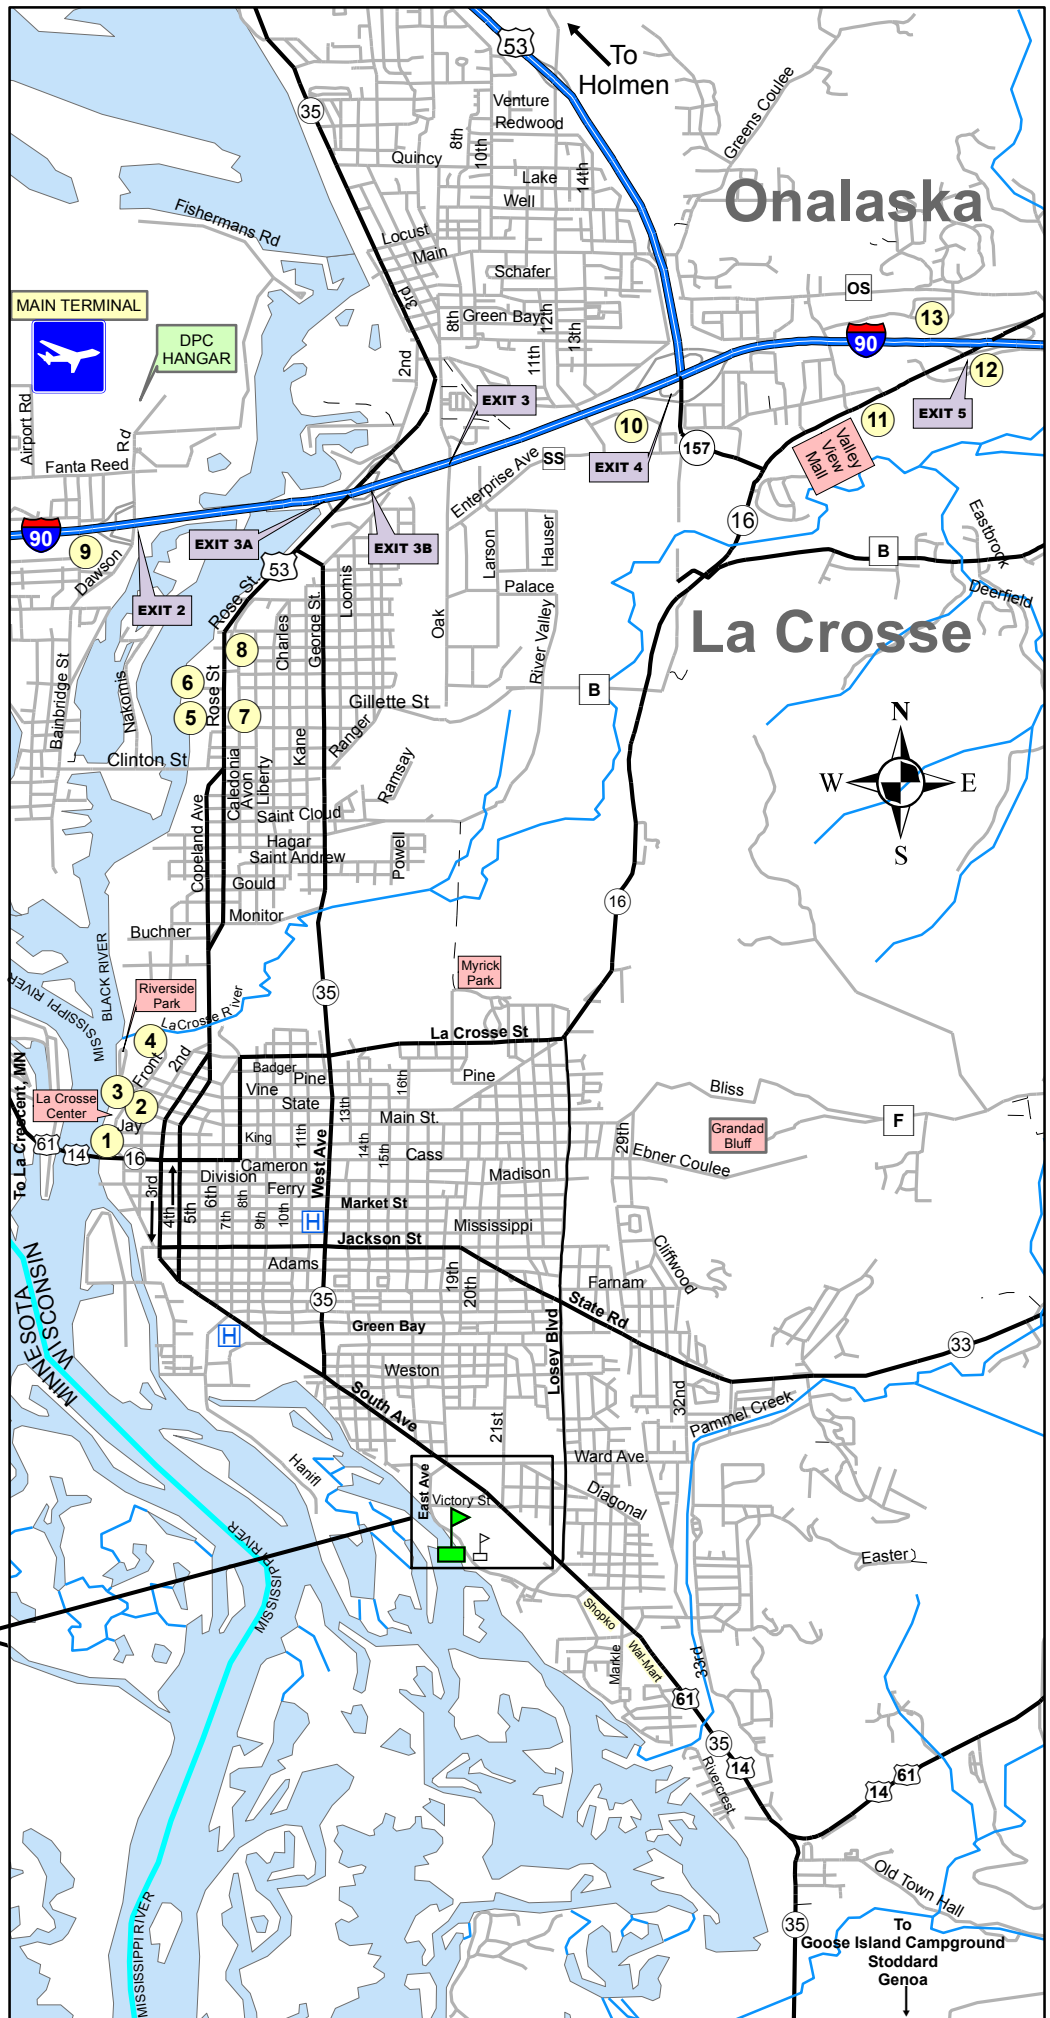 53
To
Holmen
35
Venture
Redwood
8th
10th
Quincy
14th
Lake
Well
Greens Coulee
Onalaska
Fishermans Rd
Locust
Main
Schafer
3rd
OS
MAIN TERMINAL
DPC
HANGAR
8th
Green Bay
12th
13th
11th
2nd
13
90
12
EXIT 3
EXIT 5
11
10
Airport Rd
Rd
Fanta Reed
SS
Enterprise Ave
EXIT 4
157
Valley
View
Mall
16
90
9
Dawson
EXIT 3A
EXIT 3B
53
EXIT 2
Rose St.
Loomis
Larson
Hauser
Palace
B
Eastbrook
Deerfield
Charles
George St.
Oak
River Valley
La Crosse
8
6
5
7
Rose St
Bainbridge St
Nakomis
Gillette St
B
Kane
Ranger
Clinton St
N
W
E
S
Caledonia
Avon
Liberty
Ramsay
Copeland Ave
Saint Cloud
Hagar
Saint Andrew
Powell
Gould
Monitor
Buchner
16
BLACK RIVER
MISSISSIPPI RIVER
MISSISSIPPI RIVER
Riverside
Park
Myrick
Park
35
La Crosse River
4
Front
2nd
La Crosse St
Badger
Pine
Vine
State
16th
Pine
13th
Main St.
Bliss
F
To La Crescent, MN
La Crosse
Center
3
2
Jay
1
61
14
16
King
11th
14th
15th
Cass
29th
Grandad
Bluff
Ebner Coulee
Cameron
Division
Ferry
West Ave
Madison
3rd
4th
5th
6th
7th
8th
9th
10th
Market St
H
Mississippi
Jackson St
Adams
Cliffwood
19th
20th
Farnam
State Rd
35
MINNESOTA
WISCONSIN
H
Green Bay
33
Weston
Losey Blvd
32nd
South Ave
21st
Pammel Creek
Ward Ave.
Hanifl
East Ave
Victory St
Diagonal
MISSISSIPPI RIVER
MISSISSIPPI RIVER
Easter
Shopko
Wal-Mart
Markle
33rd
61
35
14
Rivercrest
14
61
Old Town Hall
MISSISSIPPI RIVER
35
To
Goose Island Campground
Stoddard
Genoa